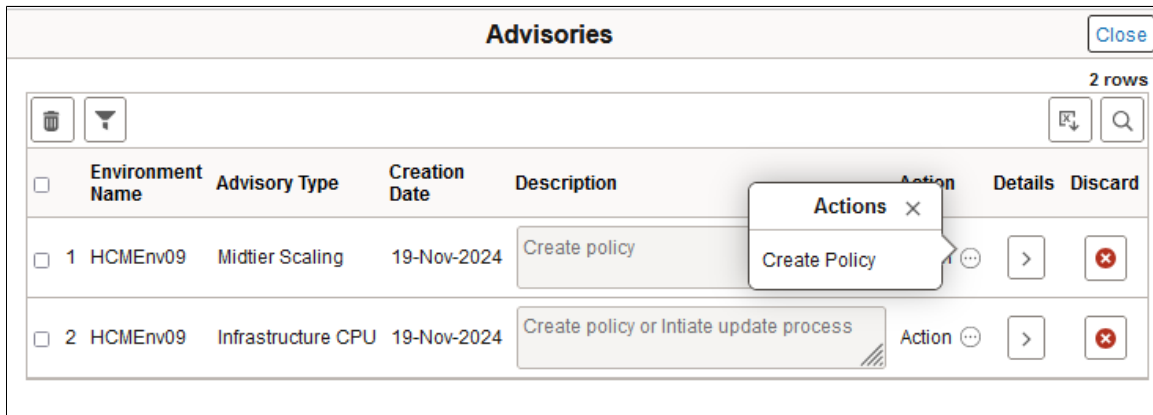 Advisories
Close
2 rows
Environment Name Advisory Type Creation Date Description Action Details Discard
Actions
Create Policy
1 HCMEnv09 Midtier Scaling 19-Nov-2024 Create policy
2 HCMEnv09 Infrastructure CPU 19-Nov-2024 Create policy or Intiate update process Action